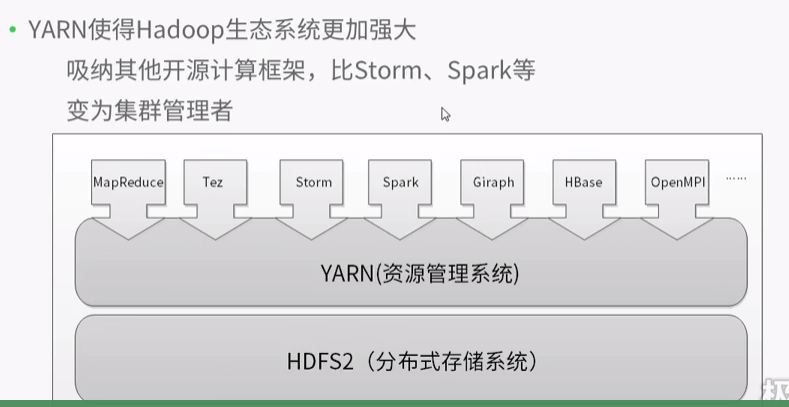 • YARN使得Hadoop生态系统更加强大
吸纳其他开源计算框架，比Storm、Spark等
变为集群管理者
MapReduce Tez Storm Spark Giraph HBase OpenMPI ......
YARN(资源管理系统)
HDFS2（分布式存储系统）